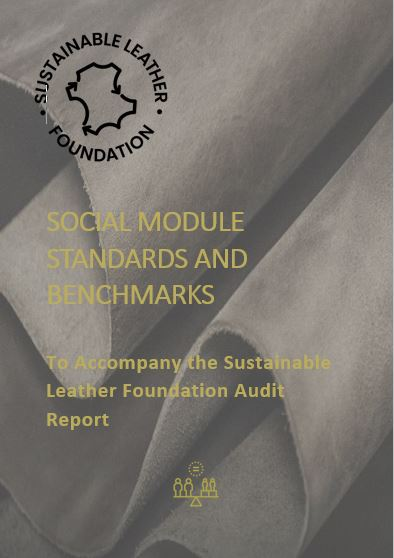 SUSTAINABLE LEATHER
FOUNDATION
SOCIAL MODULE
STANDARDS AND
BENCHMARKS
To Accompany the Sustainable
Leather Foundation Audit
Report